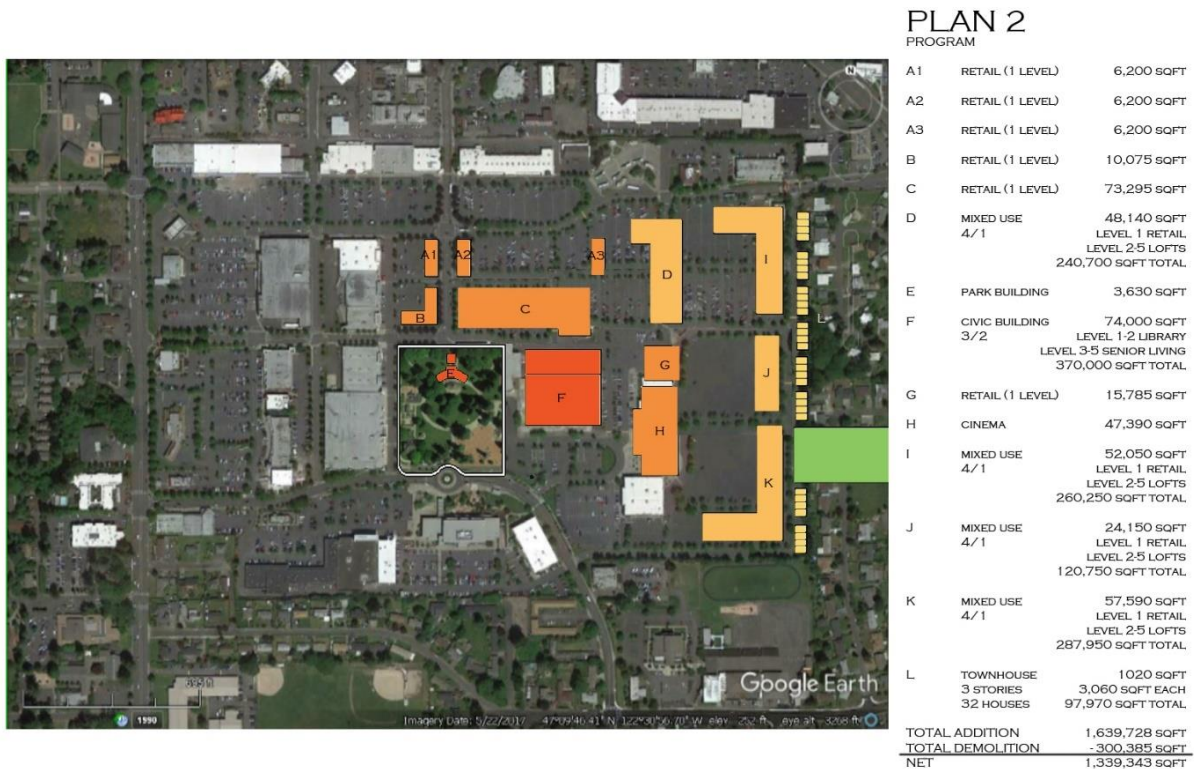 PLAN 2
PROGRAM
A1 RETAIL (1 LEVEL) 6,200 SQFT
A2 RETAIL (1 LEVEL) 6,200 SQFT
A3 RETAIL (1 LEVEL) 6,200 SQFT
B RETAIL (1 LEVEL) 10,075 SQFT
C RETAIL (1 LEVEL) 73,295 SQFT
D MIXED USE 48,140 SQFT
4/1 LEVEL 1 RETAIL
LEVEL 2-5 LOFTS
240,700 SQFT TOTAL
E PARK BUILDING 3,630 SQFT
F CIVIC BUILDING 74,000 SQFT
3/2 LEVEL 1-2 LIBRARY
LEVEL 3-5 SENIOR LIVING
370,000 SQFT TOTAL
G RETAIL (1 LEVEL) 15,785 SQFT
H CINEMA 47,390 SQFT
I MIXED USE 52,050 SQFT
4/1 LEVEL 1 RETAIL
LEVEL 2-5 LOFTS
260,250 SQFT TOTAL
J MIXED USE 24,150 SQFT
4/1 LEVEL 1 RETAIL
LEVEL 2-5 LOFTS
120,750 SQFT TOTAL
K MIXED USE 57,590 SQFT
4/1 LEVEL 1 RETAIL
LEVEL 2-5 LOFTS
287,950 SQFT TOTAL
L TOWNHOUSE 1020 SQFT
3 STORIES 3,060 SQFT EACH
32 HOUSES 97,970 SQFT TOTAL
TOTAL ADDITION 1,639,728 SQFT
TOTAL DEMOLITION -300,385 SQFT
NET 1,339,343 SQFT
N
A1 A2 A3
D
I
B
C
L
E
F
G
J
H
K
Google Earth
1990
Imagery Date: 5/22/2017 elev 252 ft eye alt 3268 ft